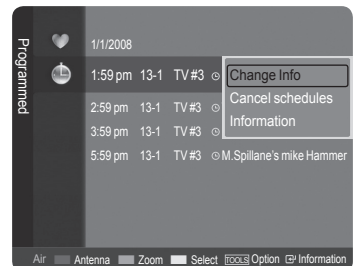 Programmed
1/1/2008
1:59 pm 13-1 TV #3 Change Info
Cancel schedules
Information
2:59 pm 13-1 TV #3
3:59 pm 13-1 TV #3
5:59 pm 13-1 TV #3 M.Spillane's mike Hammer
Air Antenna Zoom Select TOOLS Option Information